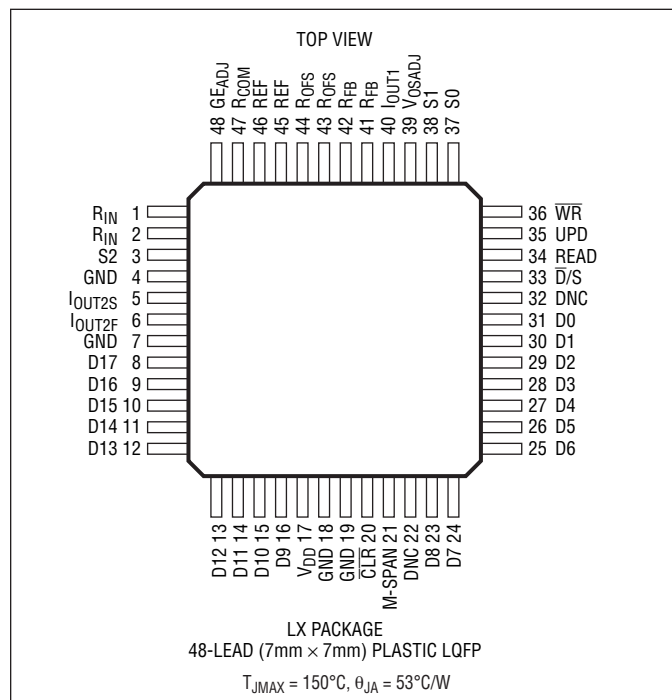 TOP VIEW
48 GEADJ
47 RCOM
46 REF
45 REF
44 ROFS
43 ROFS
42 RFB
41 RFB
40 IOUT1
39 VOSADJ
38 S1
37 S0
RIN 1
RIN 2
S2 3
GND 4
IOUT2S 5
IOUT2F 6
GND 7
D17 8
D16 9
D15 10
D14 11
D13 12
36 W̅R̅
35 UPD
34 READ
33 D̅/S
32 DNC
31 D0
30 D1
29 D2
28 D3
27 D4
26 D5
25 D6
D12 13
D11 14
D10 15
D9 16
VDD 17
GND 18
GND 19
C̅L̅R̅ 20
M-SPAN 21
DNC 22
D8 23
D7 24
LX PACKAGE
48-LEAD (7mm × 7mm) PLASTIC LQFP
TJMAX = 150°C, θJA = 53°C/W